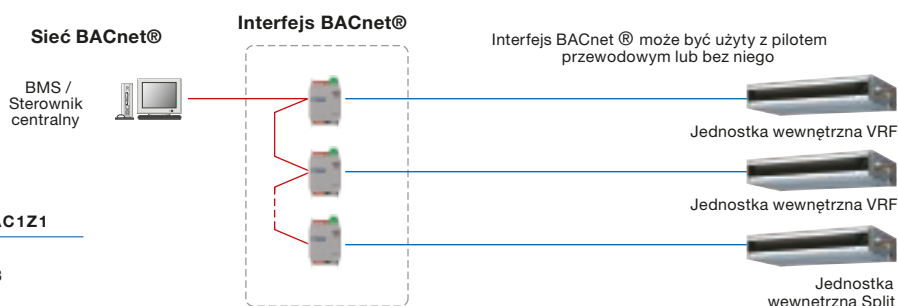 Interfejs BACnet®
Sieć BACnet®
Interfejs BACnet ® może być użyty z pilotem
przewodowym lub bez niego
BMS /
Sterownik
centralny
Jednostka wewnętrzna VRF
Jednostka wewnętrzna VRF
AC1Z1
Jednostka
wewnętrzna Split